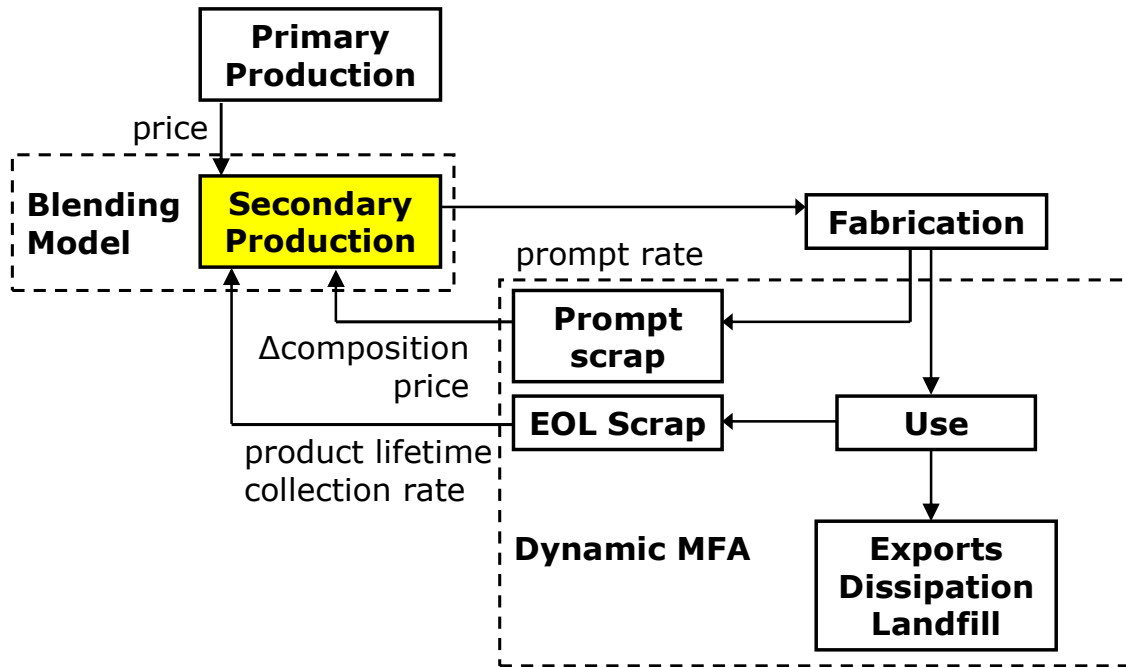 Primary
Production
price
Blending
Model
Secondary
Production
Fabrication
prompt rate
Prompt
scrap
Δcomposition
price
EOL Scrap
Use
product lifetime
collection rate
Dynamic MFA
Exports
Dissipation
Landfill